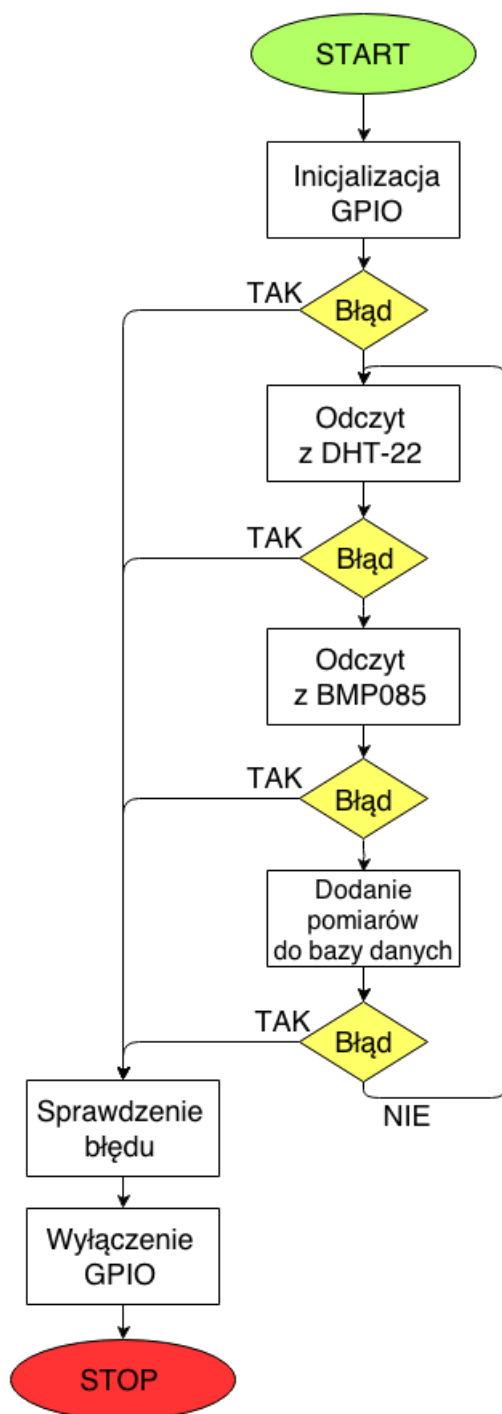 START
Inicjalizacja
GPIO
TAK
Błąd
Odczyt
z DHT-22
TAK
Błąd
Odczyt
z BMP085
TAK
Błąd
Dodanie
pomiarów
do bazy danych
TAK
Błąd
NIE
Sprawdzenie
błędu
Wyłączenie
GPIO
STOP